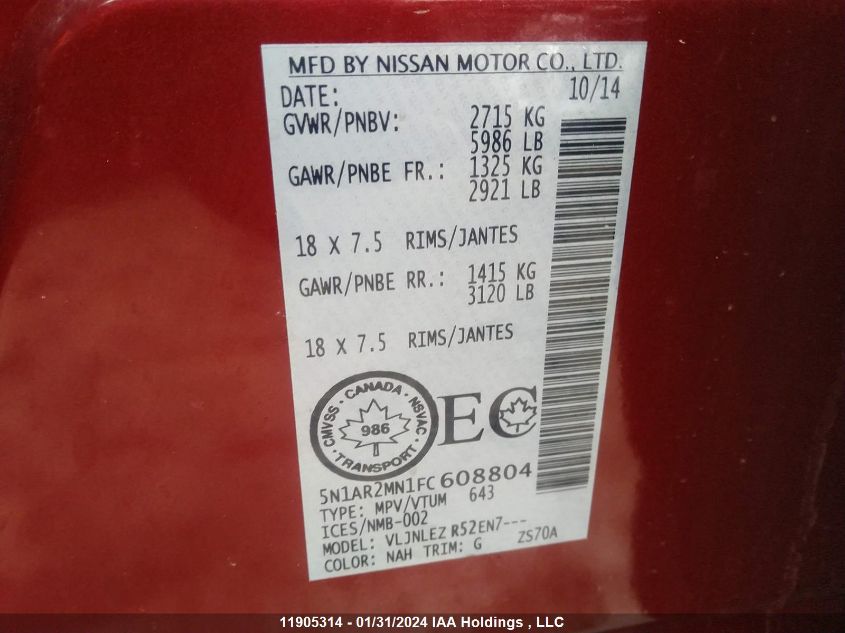 MFD BY NISSAN MOTOR CO., LTD.
DATE: 10/14
GVWR/PNBV: 2715 KG
5986 LB
GAWR/PNBE FR.: 1325 KG
2921 LB
18 X 7.5 RIMS/JANTES
GAWR/PNBE RR.: 1415 KG
3120 LB
18 X 7.5 RIMS/JANTES
CANADA
CMVSS NSVAC
986
TRANSPORT
EC
5N1AR2MN1FC608804
TYPE: MPV/VTUM 643
ICES/NMB-002
MODEL: VLJNLEZ R52EN7---
COLOR: NAH TRIM: G ZS70A
11905314 - 01/31/2024 IAA Holdings , LLC